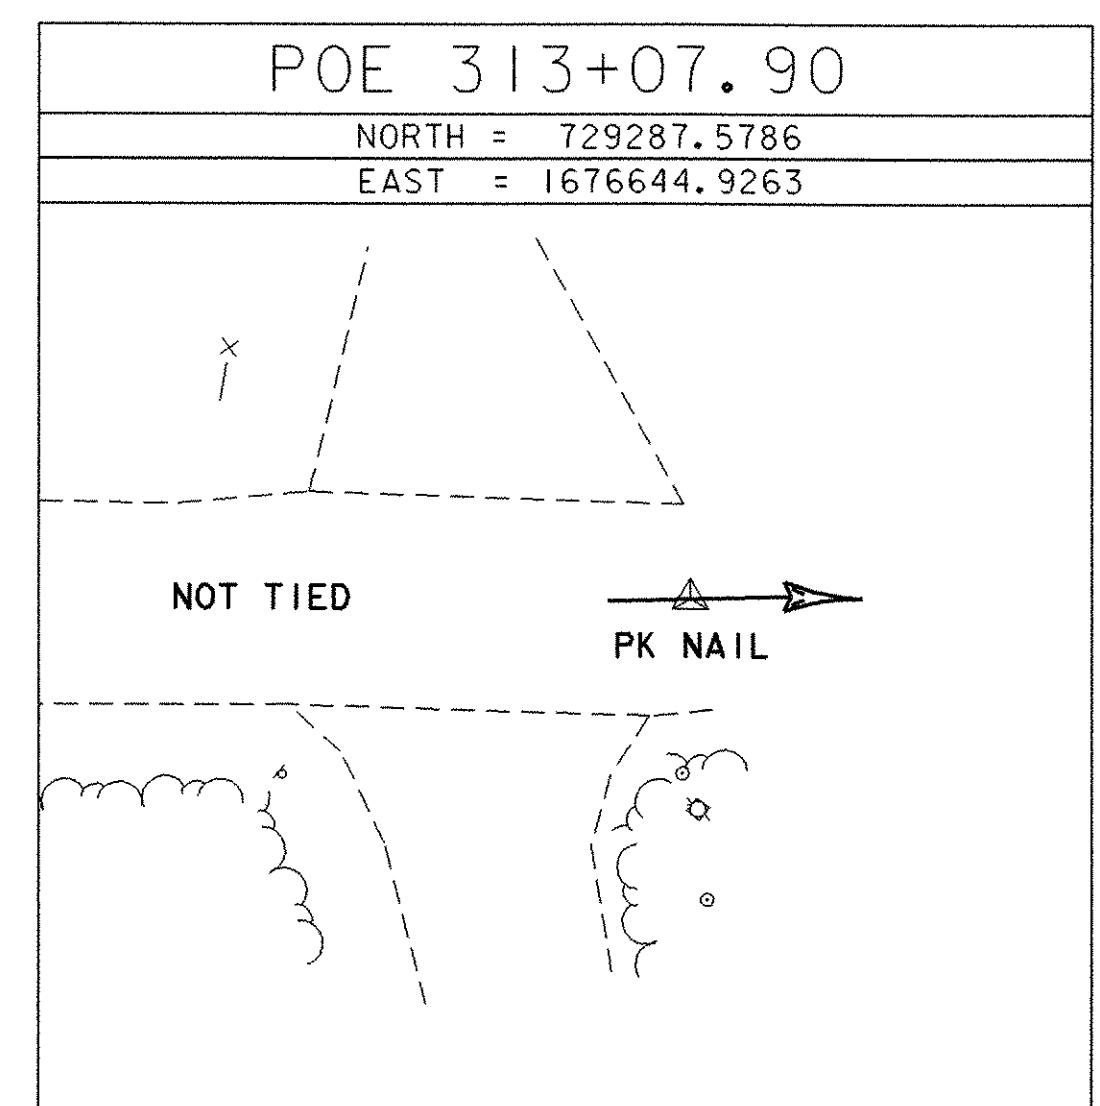 POE 313+07.90
NORTH = 729287.5786
EAST = 1676644.9263
NOT TIED
PK NAIL